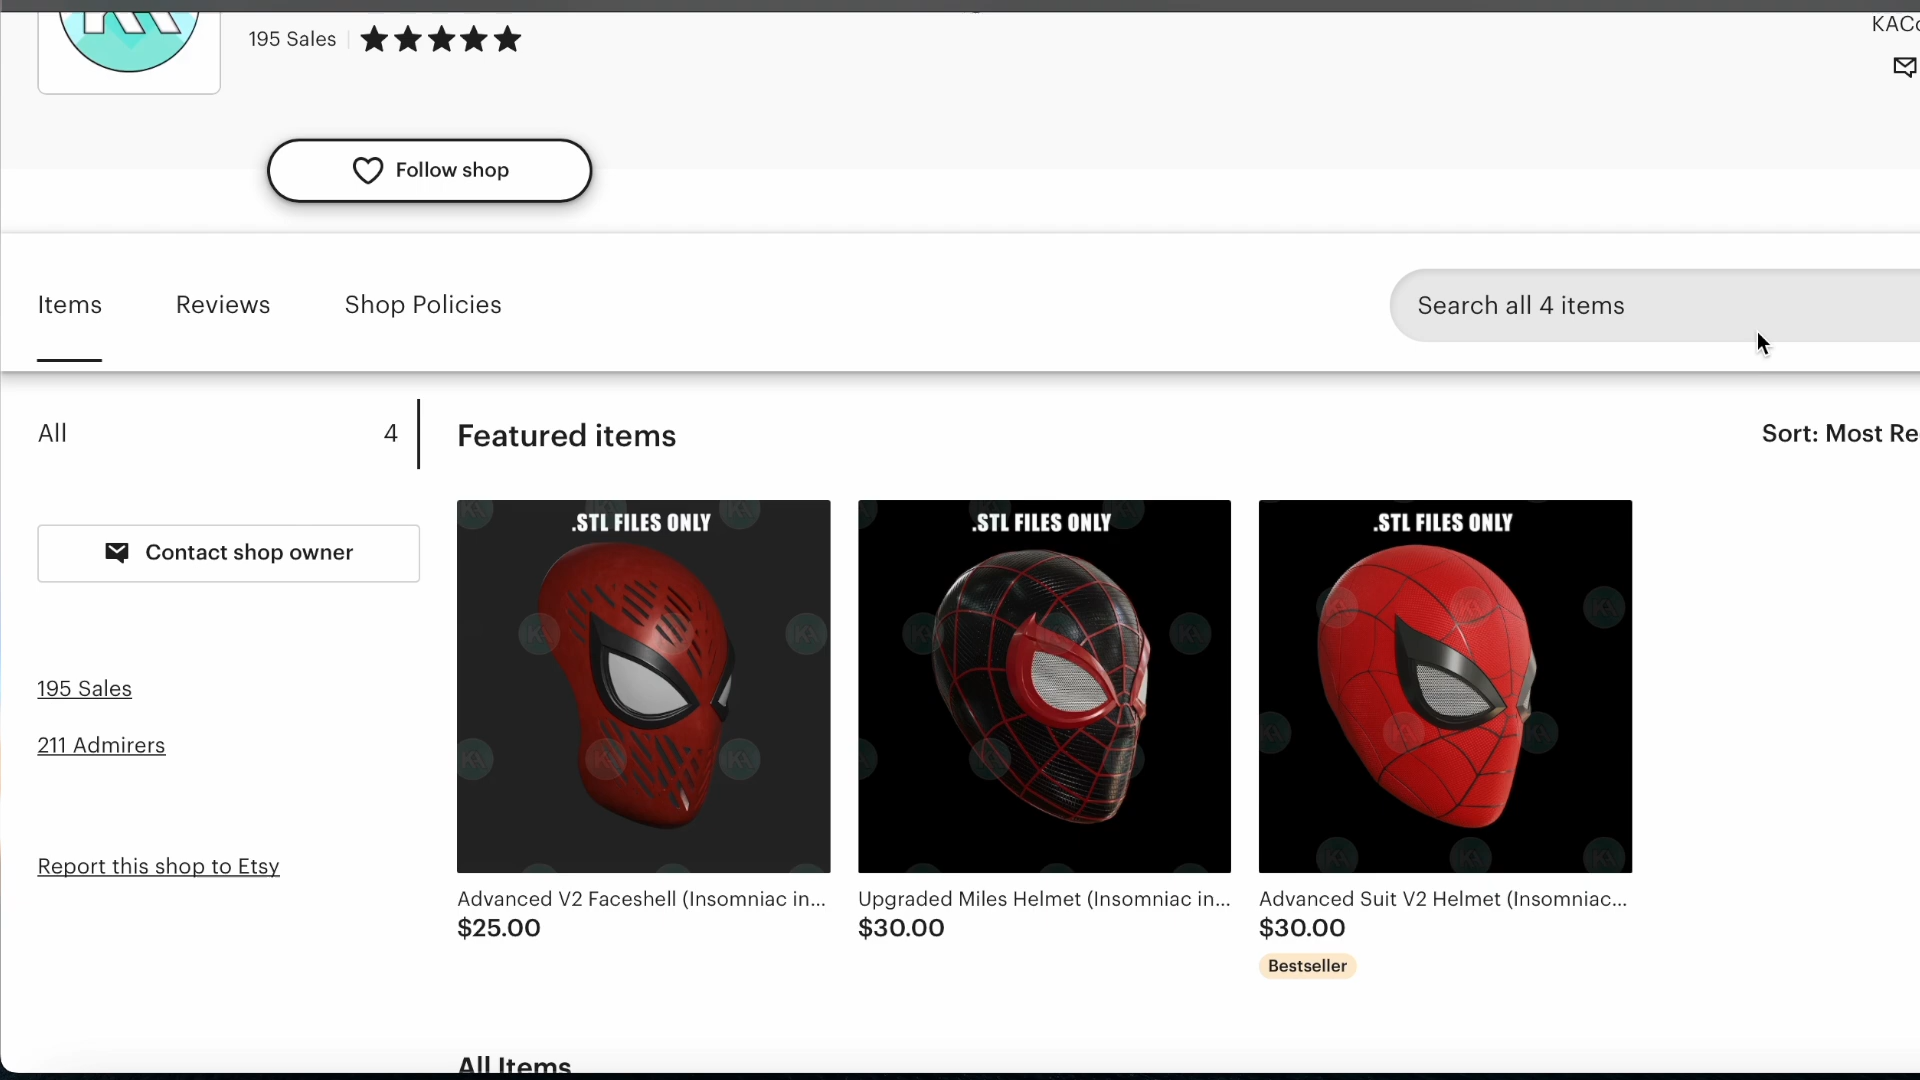 195 Sales
KACo
Follow shop
Items
Reviews
Shop Policies
Search all 4 items
All
4
Featured items
Sort: Most Re
Contact shop owner
195 Sales
211 Admirers
Report this shop to Etsy
.STL FILES ONLY
Advanced V2 Faceshell (Insomniac in...
$25.00
.STL FILES ONLY
Upgraded Miles Helmet (Insomniac in...
$30.00
.STL FILES ONLY
Advanced Suit V2 Helmet (Insomniac...
$30.00
Bestseller
All Items